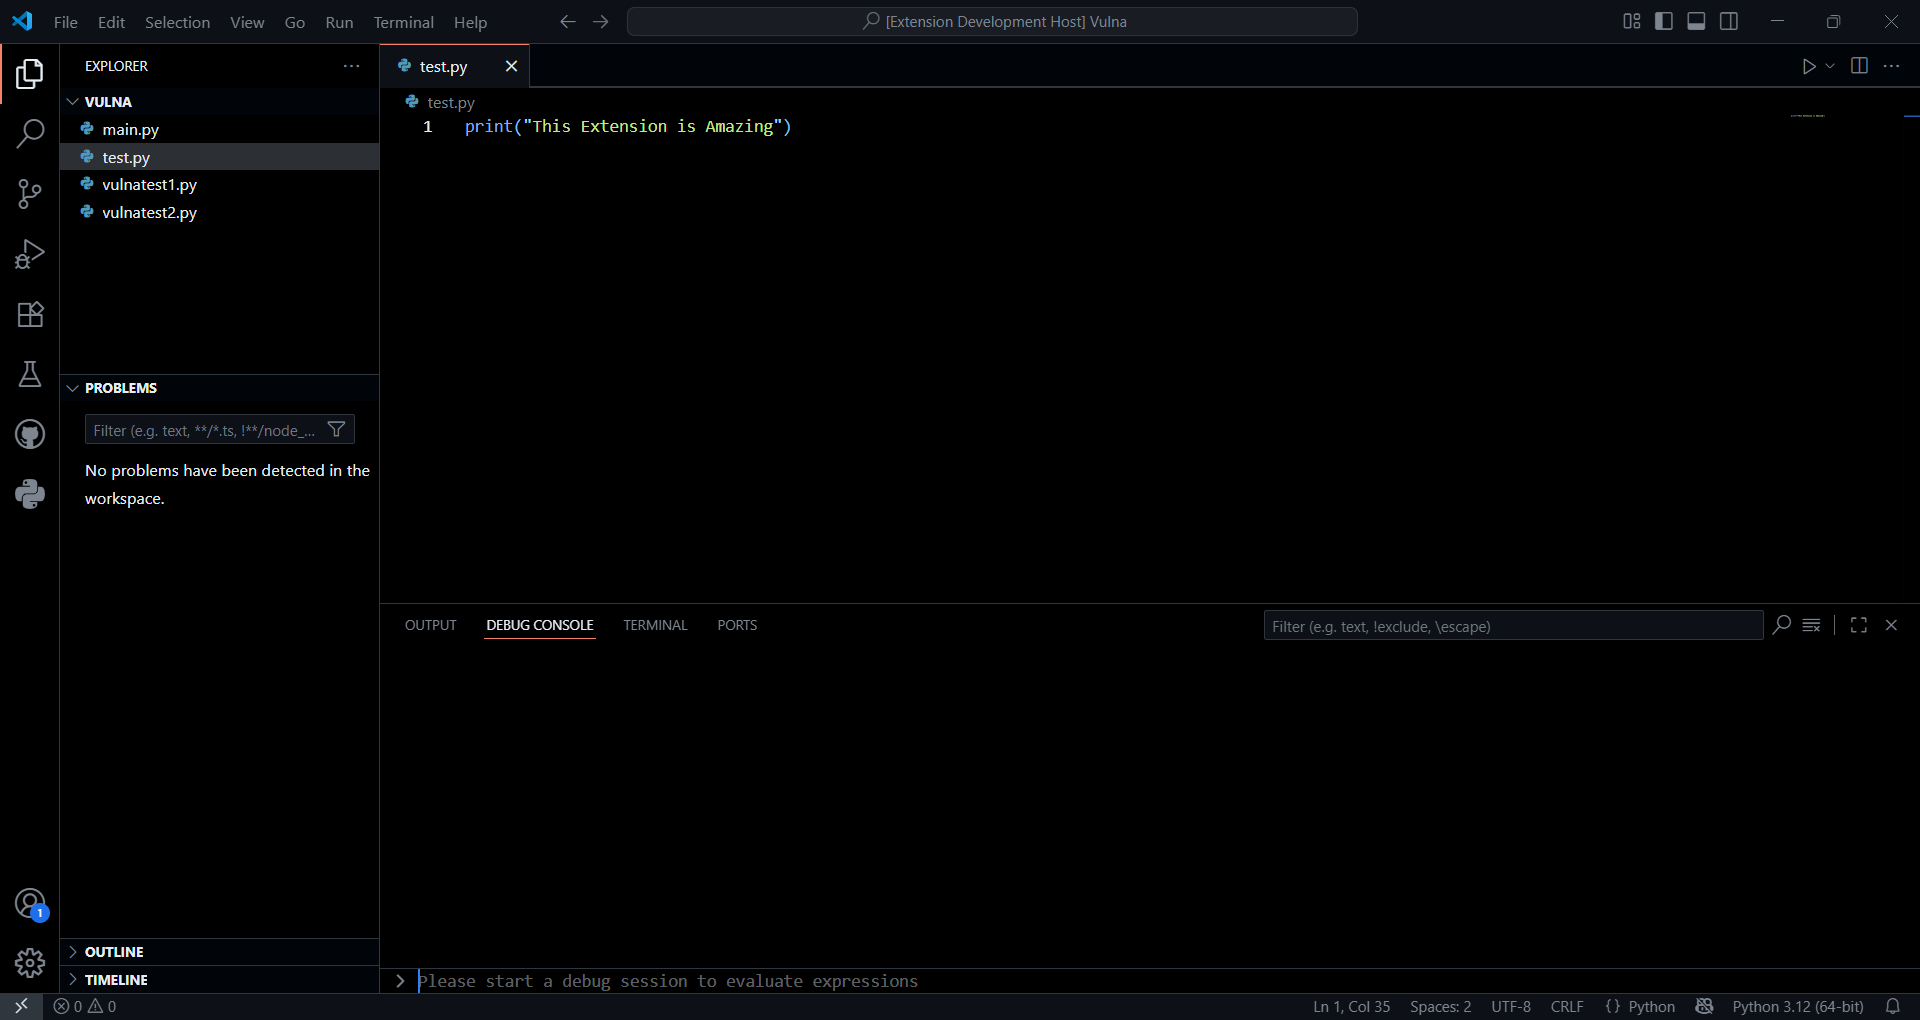 File Edit Selection View Go Run Terminal Help
[Extension Development Host] Vulna
EXPLORER
VULNA
main.py
test.py
vulnatest1.py
vulnatest2.py
PROBLEMS
Filter (e.g. text, **/*.ts, !**/node_...
No problems have been detected in the
workspace.
OUTLINE
TIMELINE
1
test.py
test.py
1 print("This Extension is Amazing")
OUTPUT DEBUG CONSOLE TERMINAL PORTS
Filter (e.g. text, !exclude, \escape)
Please start a debug session to evaluate expressions
0 0
Ln 1, Col 35 Spaces: 2 UTF-8 CRLF {} Python Python 3.12 (64-bit)